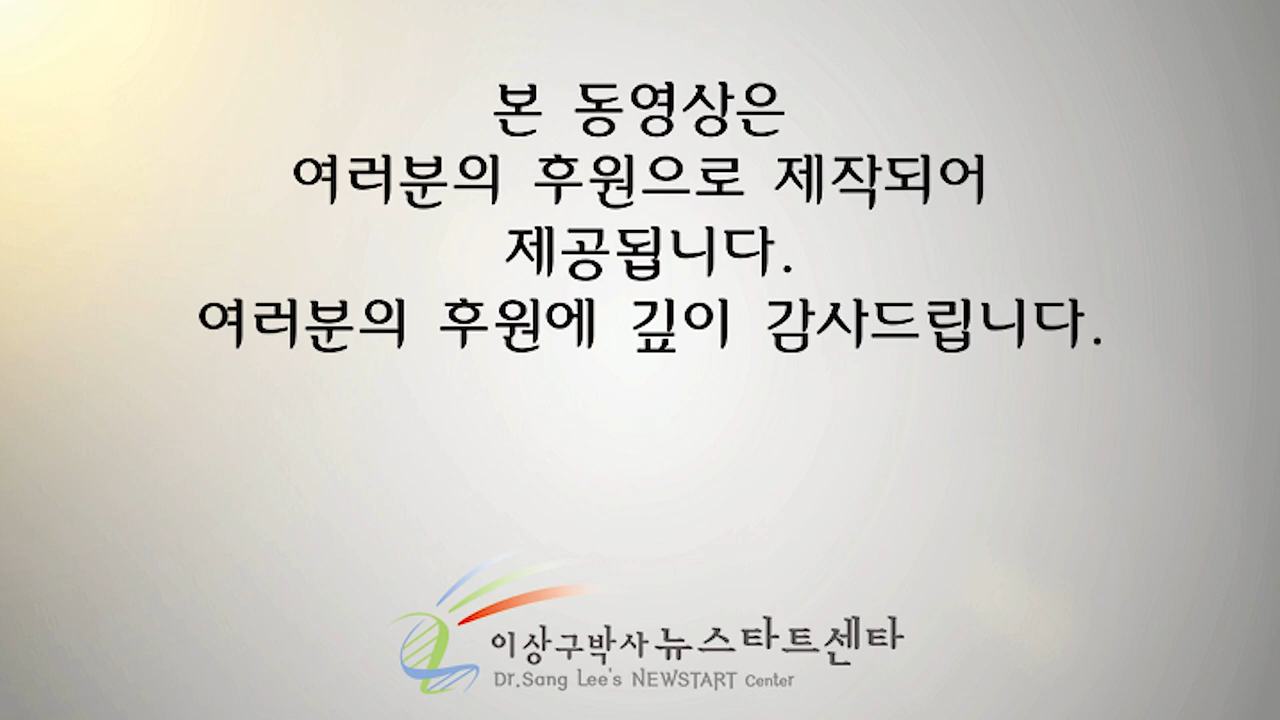 본 동영상은
여러분의 후원으로 제작되어
제공됩니다.
여러분의 후원에 깊이 감사드립니다.
이상구박사 뉴스타트센타
Dr.Sang Lee's NEWSTART Center